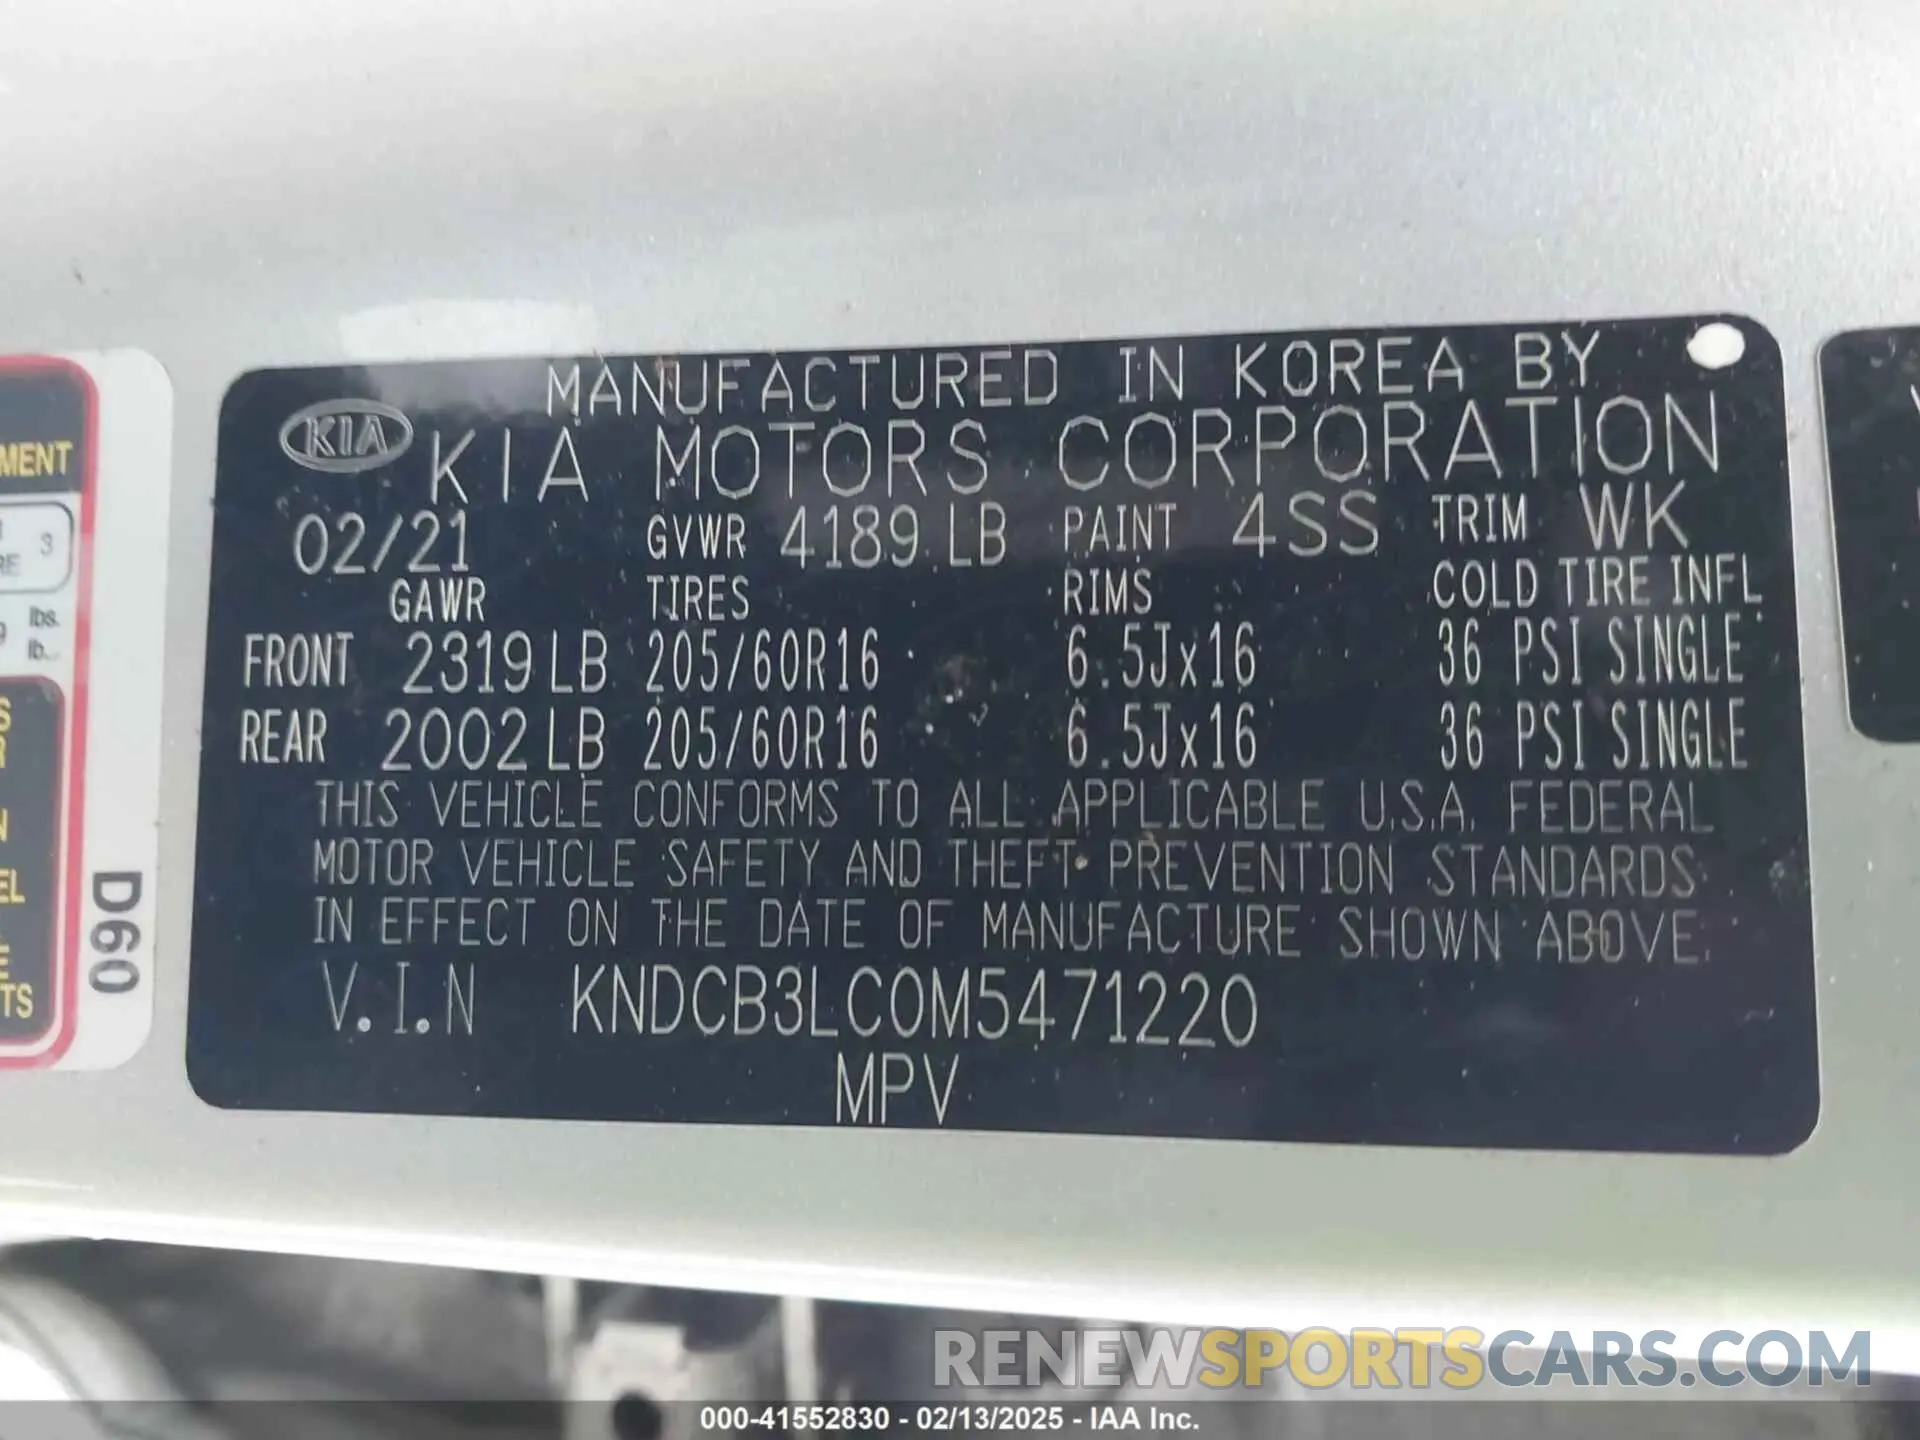 MANUFACTURED IN KOREA BY
KIA KIA MOTORS CORPORATION
02/21 GVWR 4189 LB PAINT 4SS TRIM WK
GAWR TIRES RIMS COLD TIRE INFL
FRONT 2319 LB 205/60R16 6.5Jx16 36 PSI SINGLE
REAR 2002 LB 205/60R16 6.5Jx16 36 PSI SINGLE
THIS VEHICLE CONFORMS TO ALL APPLICABLE U.S.A. FEDERAL
MOTOR VEHICLE SAFETY AND THEFT PREVENTION STANDARDS
IN EFFECT ON THE DATE OF MANUFACTURE SHOWN ABOVE.
V.I.N KNDCB3LC0M5471220
MPV
MENT
3
RE
lbs.
lb..
D60
RENEWSPORTSCARS.COM
000-41552830 - 02/13/2025 - IAA Inc.